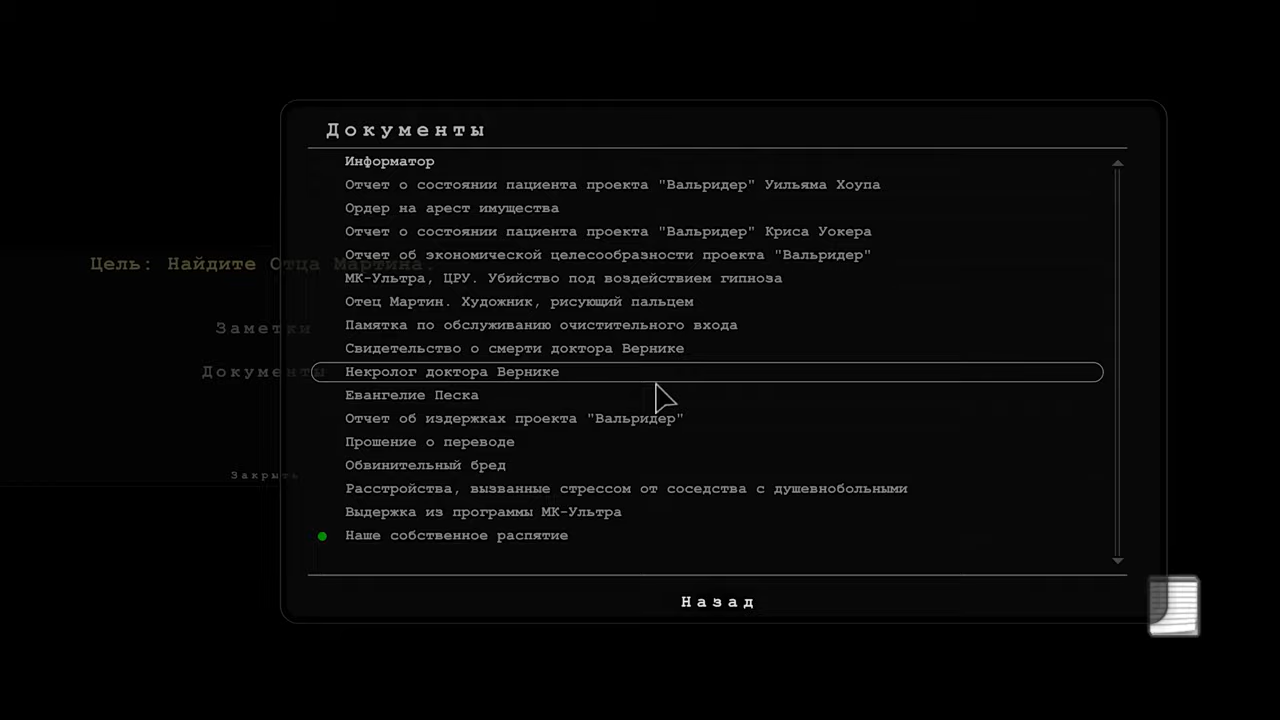 Документы
Информатор
Отчет о состоянии пациента проекта "Вальридер" Уильяма Хоупа
Ордер на арест имущества
Отчет о состоянии пациента проекта "Вальридер" Криса Уокера
Отчет об экономической целесообразности проекта "Вальридер"
Цель: Найдите Отца Мартина.
МК-Ультра, ЦРУ. Убийство под воздействием гипноза
Отец Мартин. Художник, рисующий пальцем
Памятка по обслуживанию очистительного входа
Заметки
Свидетельство о смерти доктора Вернике
Некролог доктора Вернике
Документы
Евангелие Песка
Отчет об издержках проекта "Вальридер"
Прошение о переводе
Обвинительный бред
Закрыть
Расстройства, вызванные стрессом от соседства с душевнобольными
Выдержка из программы МК-Ультра
Наше собственное распятие
Назад